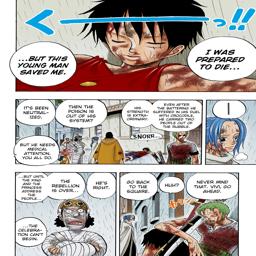 I WAS
PREPARED
TO DIE...
...BUT THIS
YOUNG MAN
SAVED ME.
!!
!
EVEN AFTER
THE BATTERING HE
SUFFERED IN HIS DUEL
WITH CROCODILE,
HE CARRIED
TWO PEOPLE
OUT OF THE
RUBBLE.
HIS
STRENGTH
IS EXTRA-
ORDINARY.
SNORR
THEN THE
POISON IS
OUT OF HIS
SYSTEM?
IT'S BEEN
NEUTRAL-
IZED.
BUT HE
NEEDS
MEDICAL
ATTENTION.
YOU ALL DO.
NEVER MIND
THAT. VIVI, GO
AHEAD.
HUH?
GO BACK
TO THE
SQUARE.
HE'S
RIGHT.
THE
REBELLION
IS OVER...
...BUT UNTIL
THE KING
AND THE
PRINCESS
ADDRESS THE
PEOPLE...
THE
CELEBRA-
TION CAN'T
BEGIN.